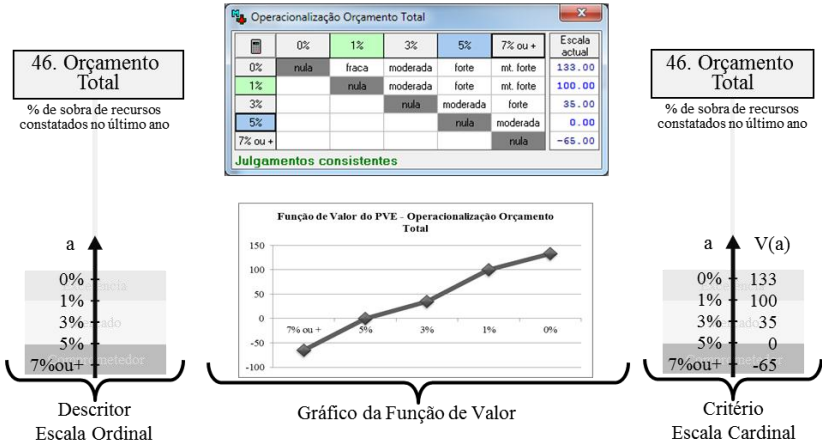 46. Orçamento
Total
% de sobra de recursos
constatados no último ano
a
0%
1%
3%
5%
7%ou+
Descritor
Escala Ordinal
Operacionalização Orçamento Total
0% 1% 3% 5% 7% ou + Escala actual
0% nula fraca moderada forte mt. forte 133.00
1% nula moderada forte mt. forte 100.00
3% nula moderada forte 35.00
5% nula moderada 0.00
7% ou + nula -65.00
Julgamentos consistentes
Função de Valor do PVE - Operacionalização Orçamento
Total
150
100
50
0
-50
-100
7% ou + 5% 3% 1% 0%
Gráfico da Função de Valor
46. Orçamento
Total
% de sobra de recursos
constatados no último ano
a V(a)
0% 133
1% 100
3% 35
5% 0
7%ou+ -65
Critério
Escala Cardinal